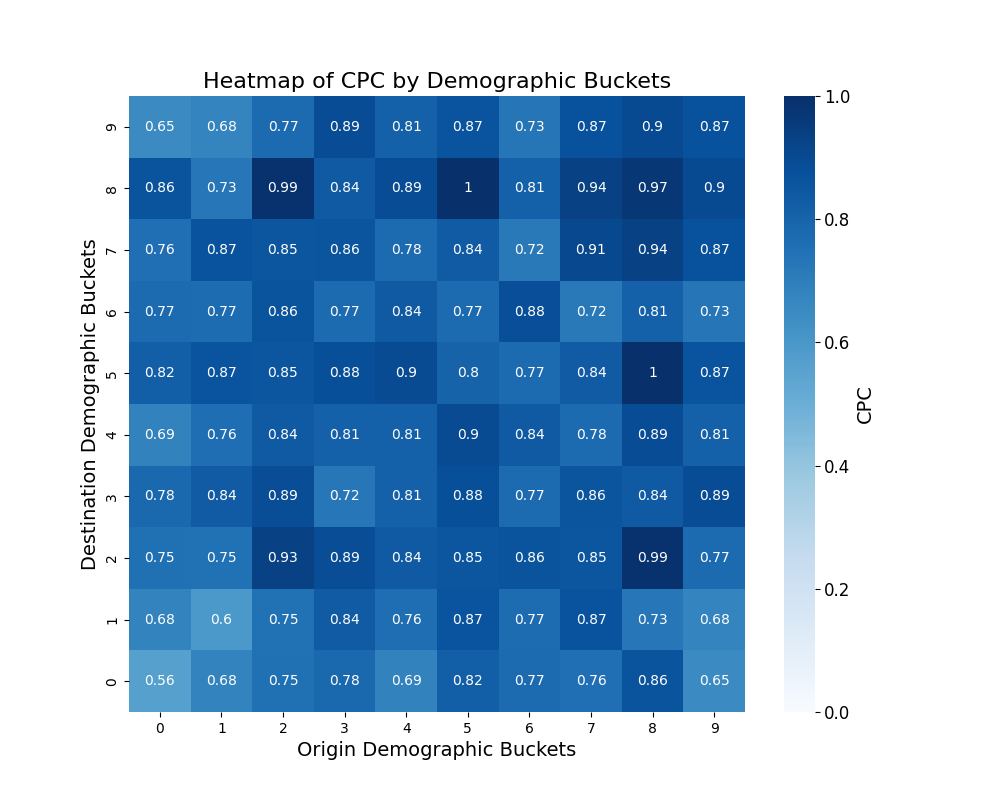 Heatmap of CPC by Demographic Buckets
9 0.65 0.68 0.77 0.89 0.81 0.87 0.73 0.87 0.9 0.87
8 0.86 0.73 0.99 0.84 0.89 1 0.81 0.94 0.97 0.9
7 0.76 0.87 0.85 0.86 0.78 0.84 0.72 0.91 0.94 0.87
6 0.77 0.77 0.86 0.77 0.84 0.77 0.88 0.72 0.81 0.73
5 0.82 0.87 0.85 0.88 0.9 0.8 0.77 0.84 1 0.87
4 0.69 0.76 0.84 0.81 0.81 0.9 0.84 0.78 0.89 0.81
3 0.78 0.84 0.89 0.72 0.81 0.88 0.77 0.86 0.84 0.89
2 0.75 0.75 0.93 0.89 0.84 0.85 0.86 0.85 0.99 0.77
1 0.68 0.6 0.75 0.84 0.76 0.87 0.77 0.87 0.73 0.68
0 0.56 0.68 0.75 0.78 0.69 0.82 0.77 0.76 0.86 0.65
0 1 2 3 4 5 6 7 8 9
Origin Demographic Buckets
Destination Demographic Buckets
1.0
0.8
0.6
0.4
0.2
0.0
CPC